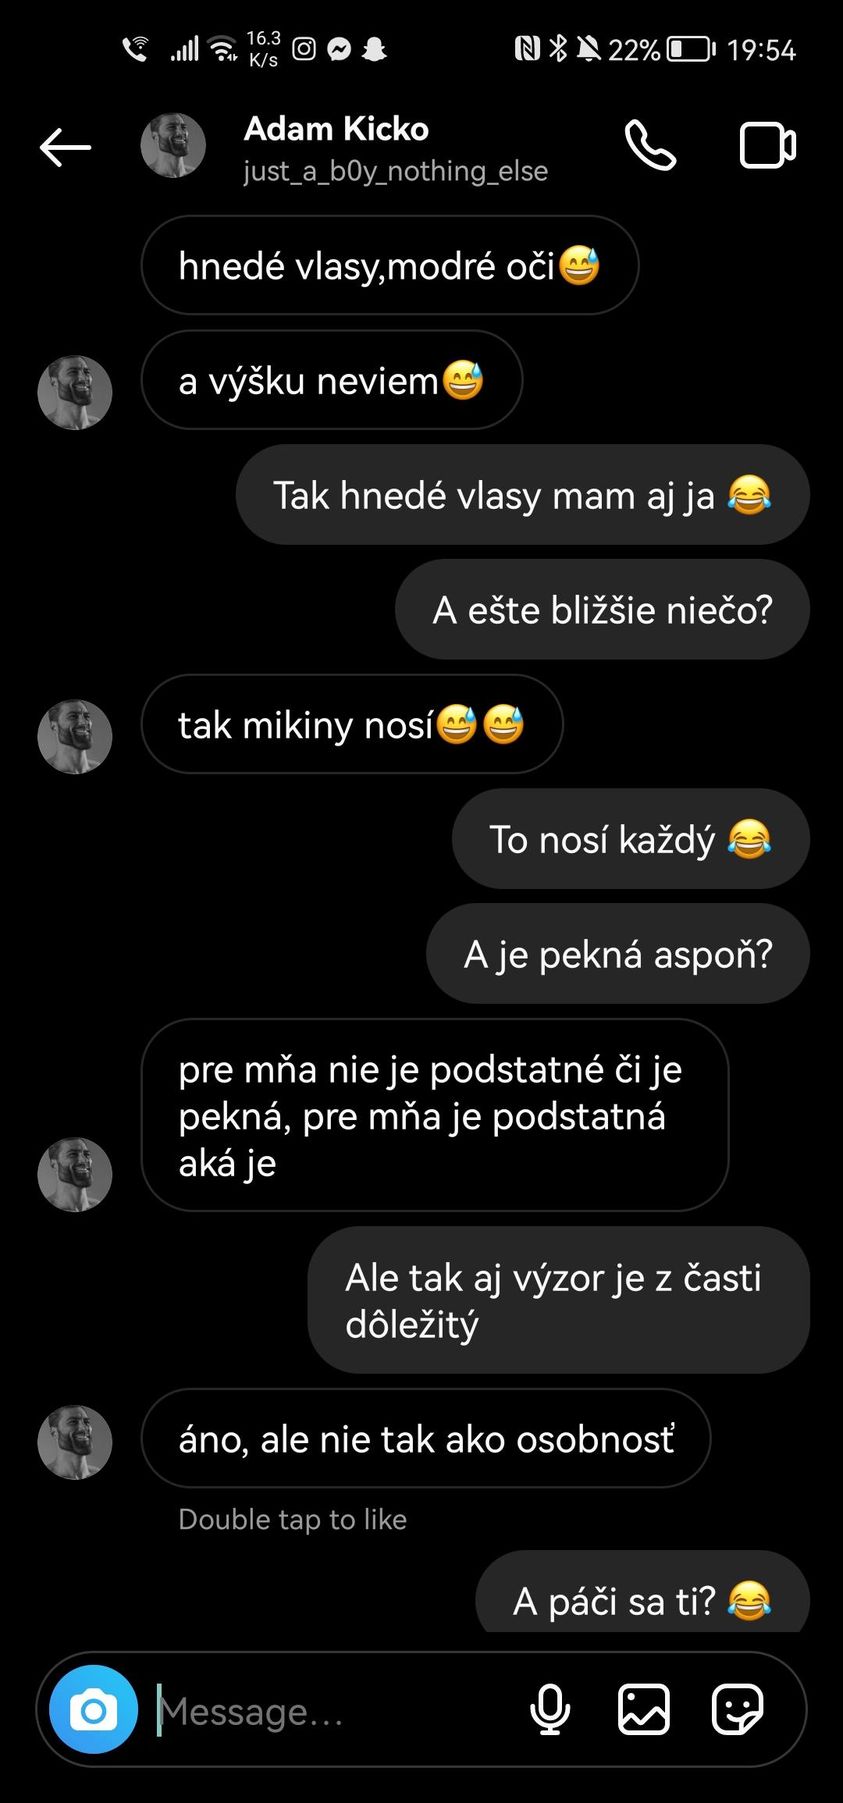 16.3
K/s
22%
19:54
Adam Kicko
just_a_b0y_nothing_else
hnedé vlasy,modré oči😅
a výšku neviem😅
Tak hnedé vlasy mam aj ja 😂
A ešte bližšie niečo?
tak mikiny nosí😅😅
To nosí každý 😂
A je pekná aspoň?
pre mňa nie je podstatné či je
pekná, pre mňa je podstatná
aká je
Ale tak aj výzor je z časti
dôležitý
áno, ale nie tak ako osobnosť
Double tap to like
A páči sa ti? 😂
Message...